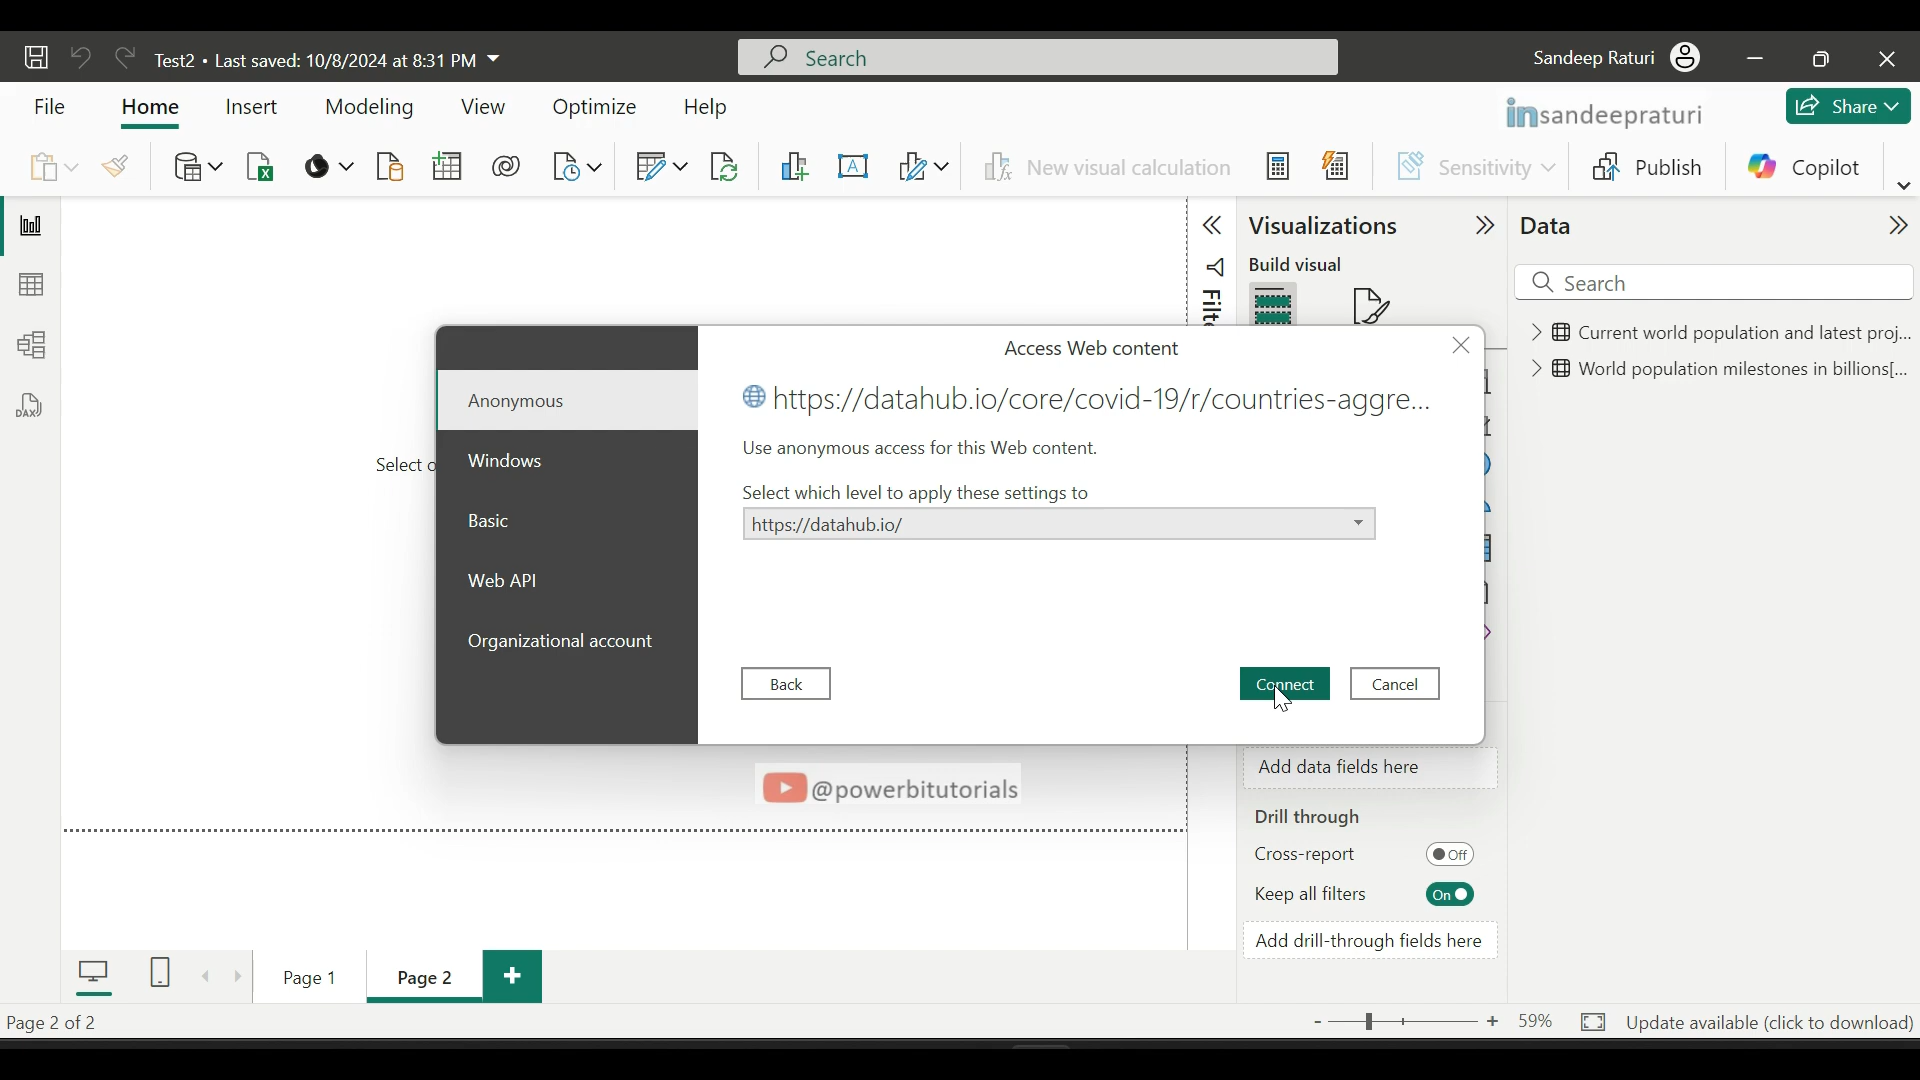 Test2 • Last saved: 10/8/2024 at 8:31 PM
Search
Sandeep Raturi
File
Home
Insert
Modeling
View
Optimize
Help
insandeepraturi
Share
New visual calculation
Sensitivity
Publish
Copilot
Visualizations
Data
Build visual
Search
Current world population and latest proj...
World population milestones in billions[...
DAX
Select
Access Web content
Anonymous
Windows
Basic
Web API
Organizational account
https://datahub.io/core/covid-19/r/countries-aggre...
Use anonymous access for this Web content.
Select which level to apply these settings to
https://datahub.io/
Back
Connect
Cancel
@powerbitutorials
Add data fields here
Drill through
Cross-report
Off
Keep all filters
On
Add drill-through fields here
Page 1
Page 2
Page 2 of 2
- + 59%
Update available (click to download)